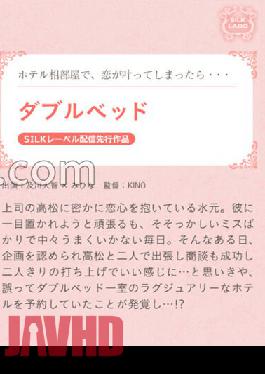 SILK LABO
ホテル相部屋で、恋が叶ってしまったら・・・
ダブルベッド
SILKレーベル配信先行作品
ics.com
監督：KINO
上司の高松に密かに恋心を抱いている水元。彼に
一目置かれようと頑張るも、そそっかしいミスば
かりで中々うまくいかない毎日。そんなある日、
企画を認められ高松と二人で出張し商談も成功し
二人きりの打ち上げでいい感じに…と思いきや、
誤ってダブルベッド一室のラグジュアリーなホテ
ルを予約していたことが発覚し…!?
JAVHD